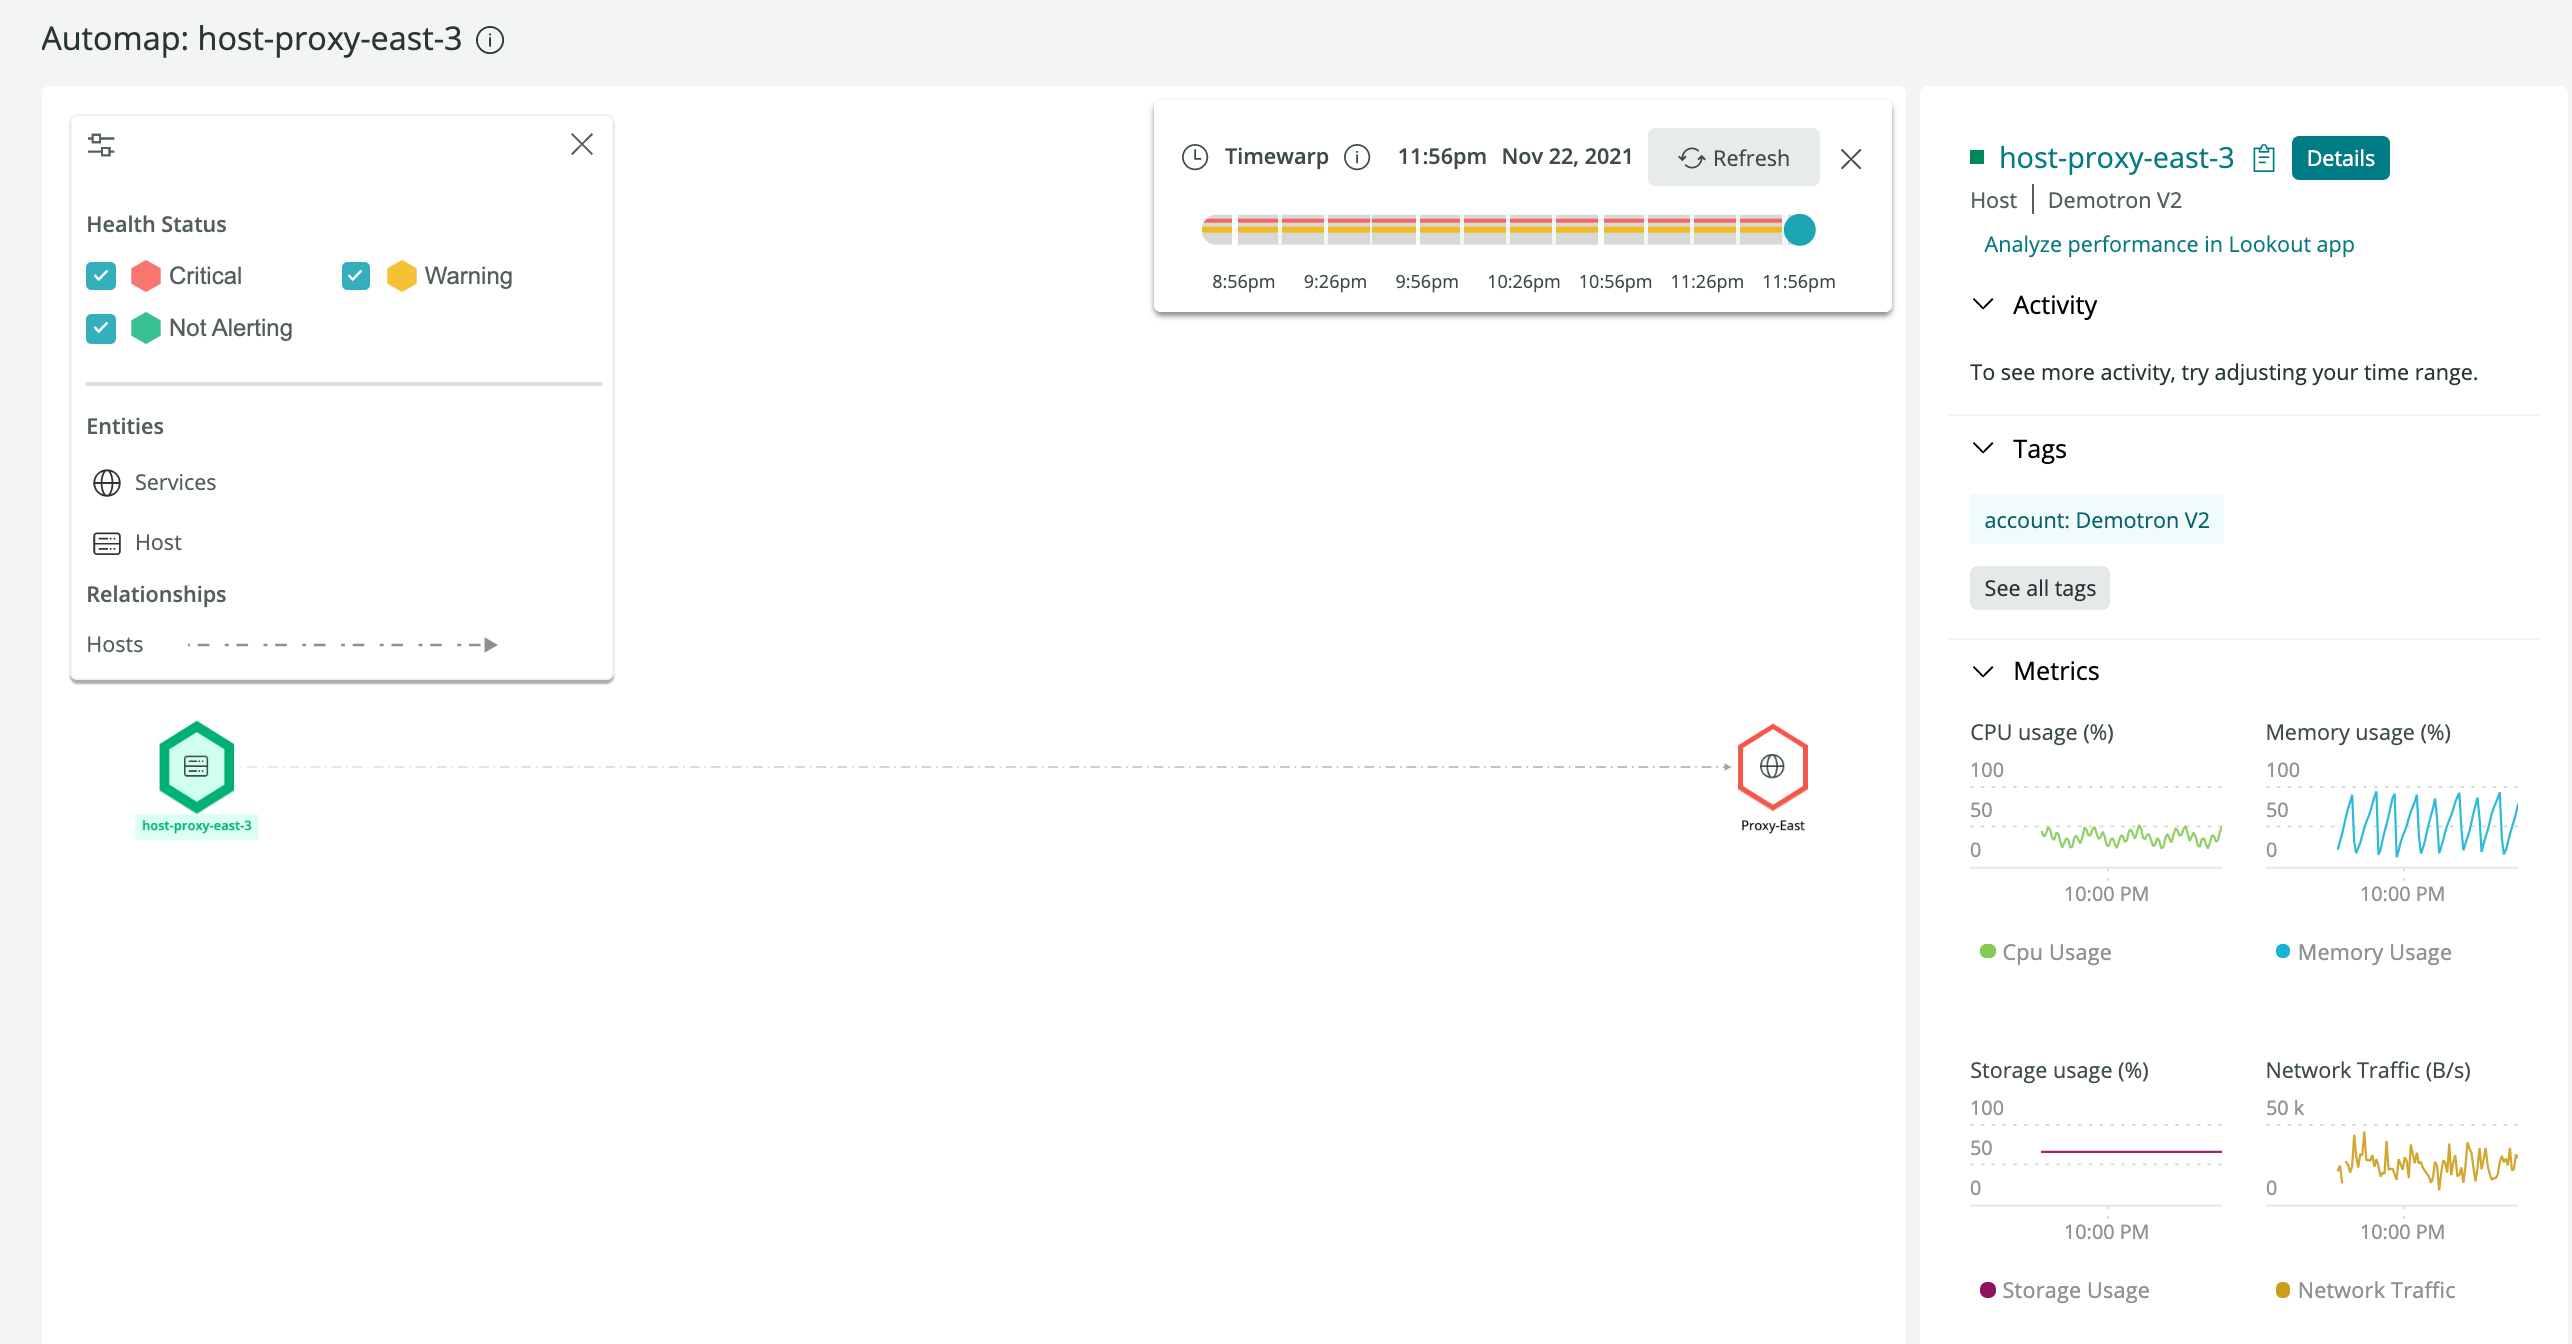 Automap: host-proxy-east-3
Health Status
Critical
Warning
Not Alerting
Entities
Services
Host
Relationships
Hosts
Timewarp 11:56pm Nov 22, 2021 Refresh
8:56pm 9:26pm 9:56pm 10:26pm 10:56pm 11:26pm 11:56pm
host-proxy-east-3
Proxy-East
host-proxy-east-3 Details
Host Demotron V2
Analyze performance in Lookout app
Activity
To see more activity, try adjusting your time range.
Tags
account: Demotron V2
See all tags
Metrics
CPU usage (%)
100
50
0
10:00 PM
Cpu Usage
Memory usage (%)
100
50
0
10:00 PM
Memory Usage
Storage usage (%)
100
50
0
10:00 PM
Storage Usage
Network Traffic (B/s)
50 k
0
10:00 PM
Network Traffic